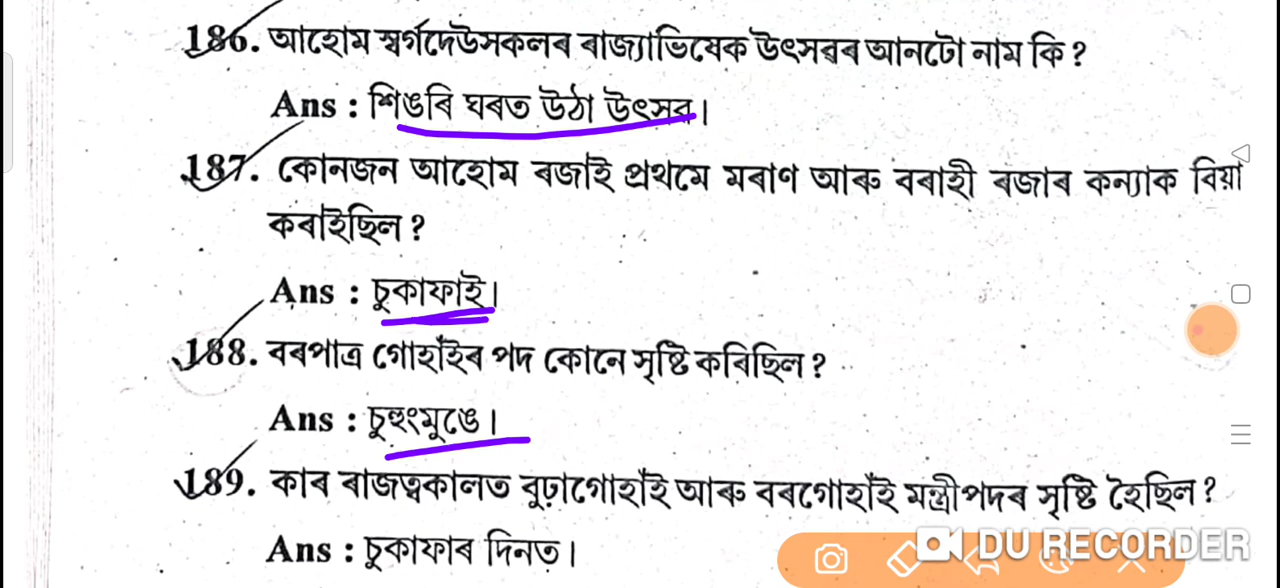 186. আহোম স্বৰ্গদেউসকলৰ ৰাজ্যাভিষেক উৎসৱৰ আনটো নাম কি ?
Ans : শিঙৰি ঘৰত উঠা উৎসৱ।
187. কোনজন আহোম ৰজাই প্ৰথমে মৰাণ আৰু বৰাহী ৰজাৰ কন্যাক বিয়া
কৰাইছিল ?
Ans : চুকাফাই।
188. বৰপাত্ৰ গোহাঁইৰ পদ কোনে সৃষ্টি কৰিছিল ?
Ans : চুহুংমুঙে।
189. কাৰ ৰাজত্বকালত বুঢ়াগোহাঁই আৰু বৰগোহাঁই মন্ত্ৰীপদৰ সৃষ্টি হৈছিল ?
Ans : চুকাফাৰ দিনত।
DU RECORDER